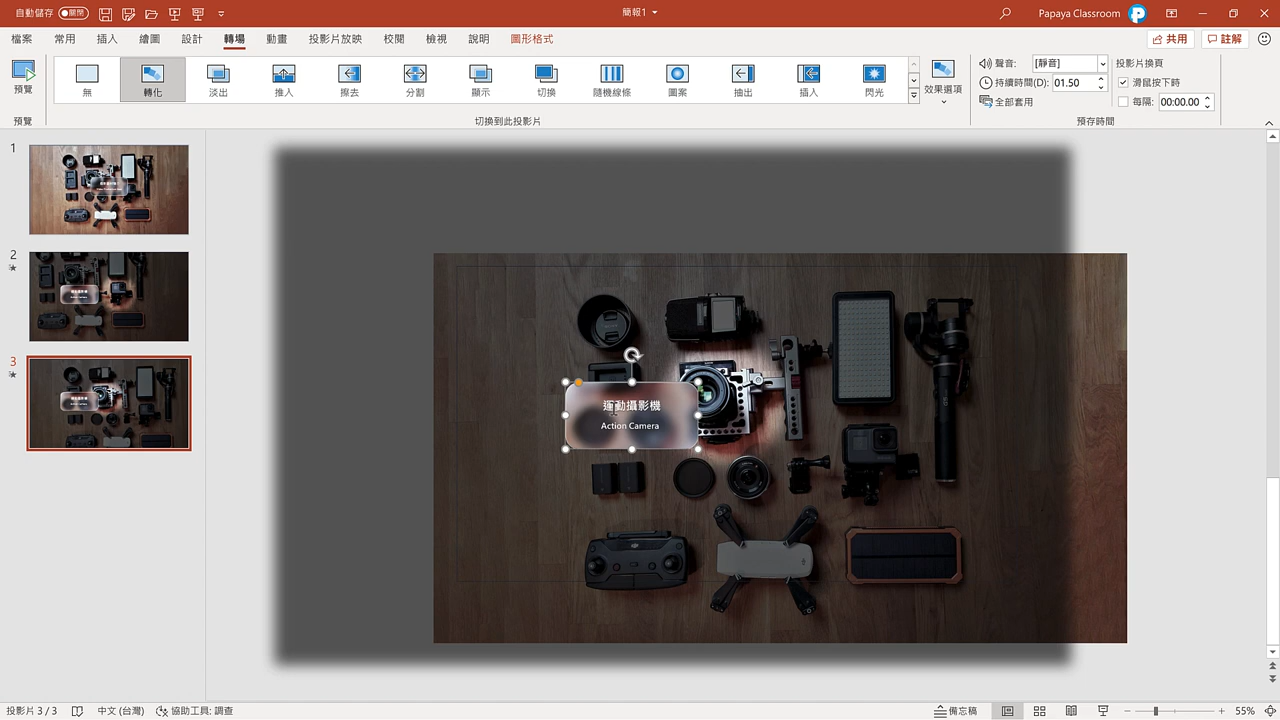 自動儲存 關閉
簡報1
Papaya Classroom
檔案 常用 插入 繪圖 設計 轉場 動畫 投影片放映 校閱 檢視 說明 圖形格式
共用 註解
預覽
無 轉化 淡出 推入 擦去 分割 顯示 切換 隨機線條 圖案 抽出 插入 閃光
效果選項
聲音: [靜音]
持續時間(D): 01.50
全部套用
投影片換頁
滑鼠按下時
每隔: 00:00.00
預覽 切換到此投影片 預存時間
1
2
3
運動攝影機
Action Camera
投影片 3 / 3 中文 (台灣) 協助工具: 調查
備忘稿 55%